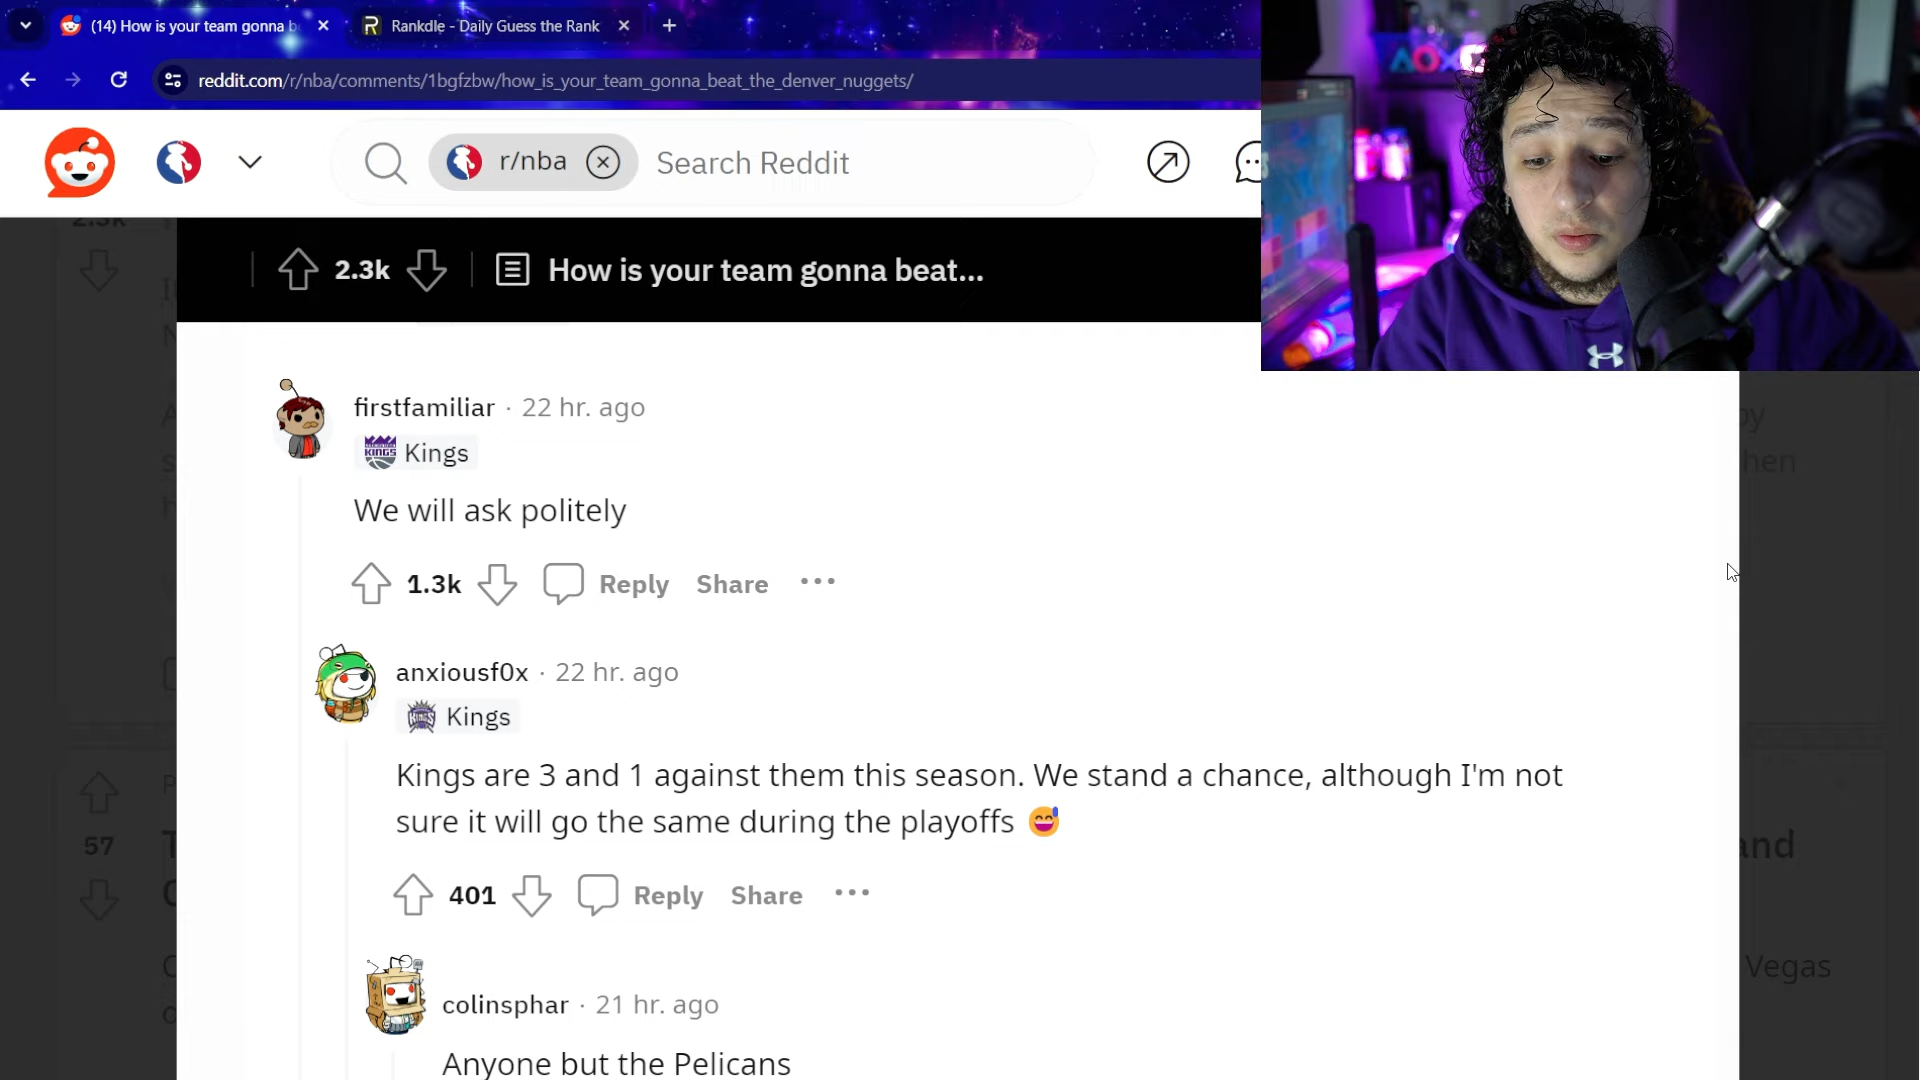 (14) How is your team gonna b
Rankdle - Daily Guess the Rank
reddit.com/r/nba/comments/1bgfzbw/how_is_your_team_gonna_beat_the_denver_nuggets/
r/nba
Search Reddit
2.3k
How is your team gonna beat...
firstfamiliar · 22 hr. ago
KINGS
Kings
We will ask politely
1.3k
Reply
Share
anxiousf0x · 22 hr. ago
KINGS
Kings
Kings are 3 and 1 against them this season. We stand a chance, although I'm not
sure it will go the same during the playoffs 😅
401
Reply
Share
colinsphar · 21 hr. ago
Anyone but the Pelicans
57
hen
and
Vegas